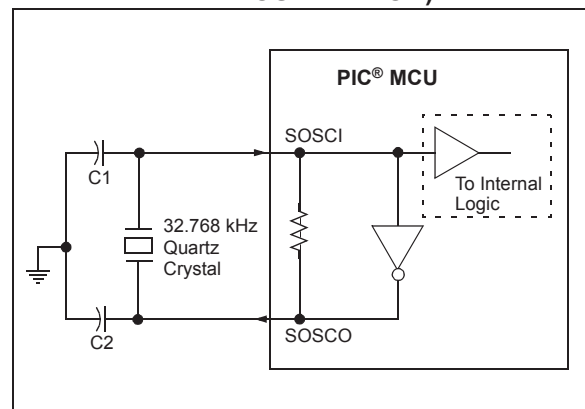 PIC® MCU
SOSCI
To Internal
Logic
C1
32.768 kHz
Quartz
Crystal
C2
SOSCO